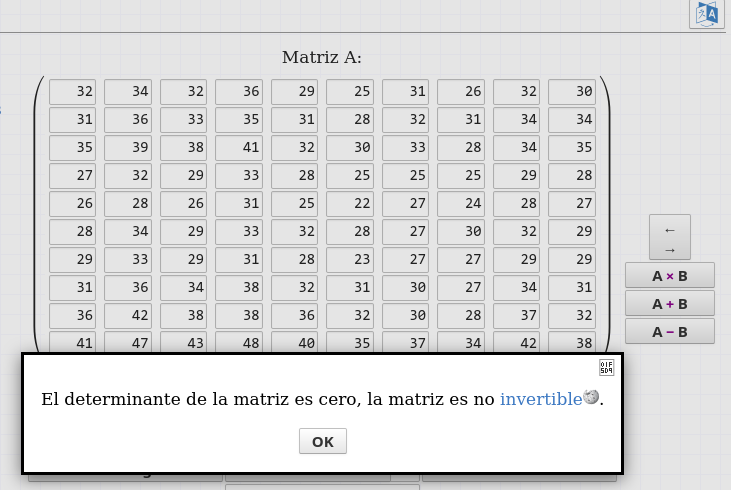 Matriz A:
32 34 32 36 29 25 31 26 32 30
31 36 33 35 31 28 32 31 34 34
35 39 38 41 32 30 33 28 34 35
27 32 29 33 28 25 25 25 29 28
26 28 26 31 25 22 27 24 28 27
28 34 29 33 32 28 27 30 32 29
29 33 29 31 28 23 27 27 29 29
31 36 34 38 32 31 30 27 34 31
36 42 38 38 36 32 30 28 37 32
41 47 43 48 40 35 37 34 42 38
←
→
A × B
A + B
A − B
El determinante de la matriz es cero, la matriz es no invertible.
OK